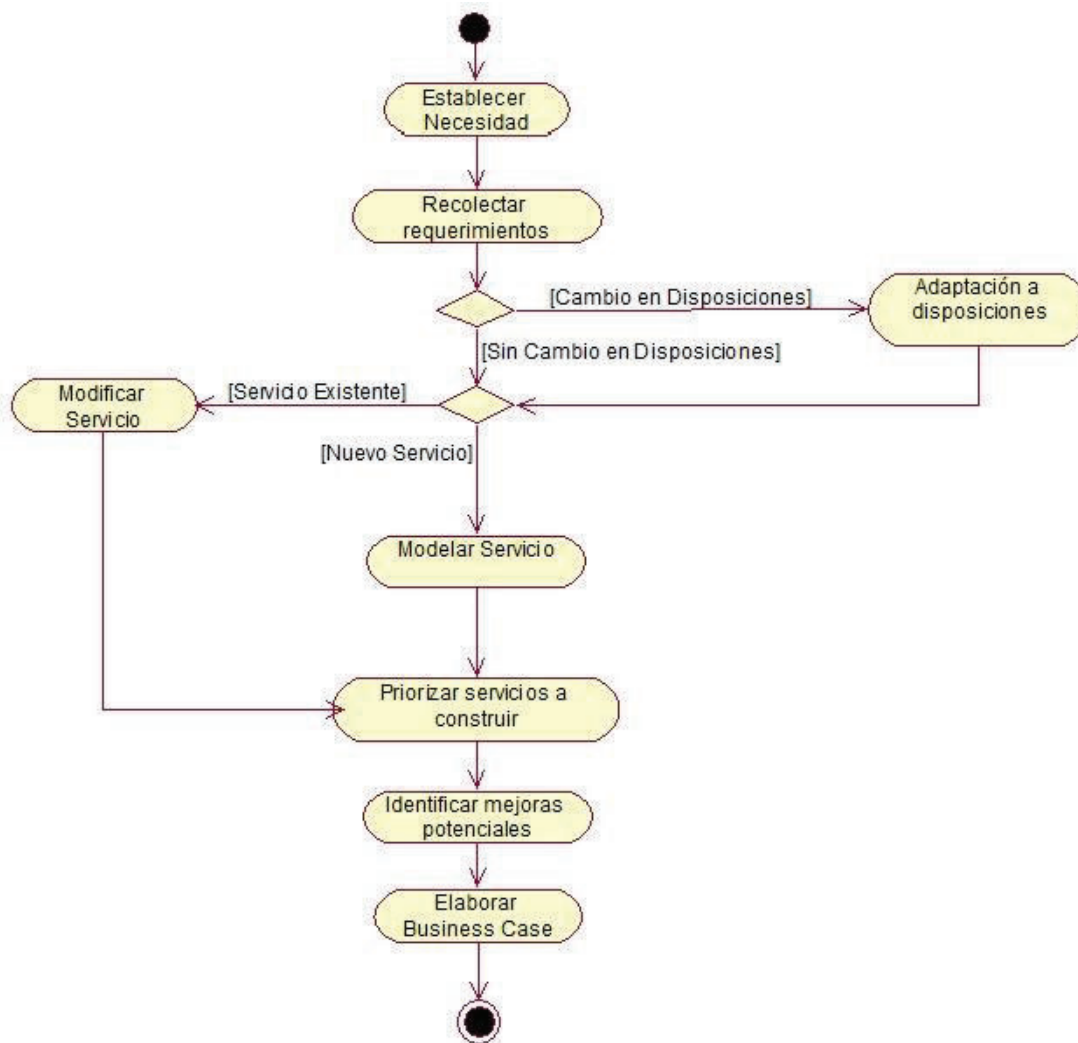 Establecer
Necesidad
Recolectar
requerimientos
[Cambio en Disposiciones]
Adaptación a
disposiciones
[Sin Cambio en Disposiciones]
[Servicio Existente]
Modificar
Servicio
[Nuevo Servicio]
Modelar Servicio
Priorizar servicios a
construir
Identificar mejoras
potenciales
Elaborar
Business Case